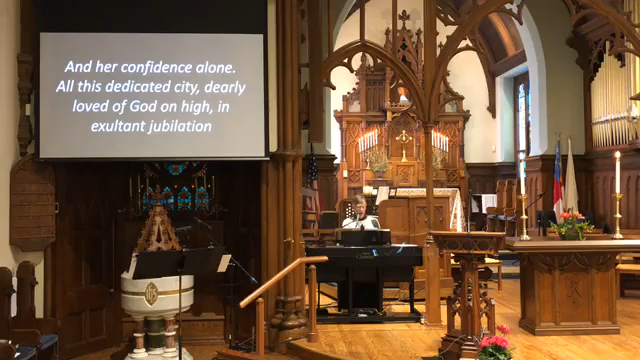 And her confidence alone.
All this dedicated city, dearly
loved of God on high, in
exultant jubilation